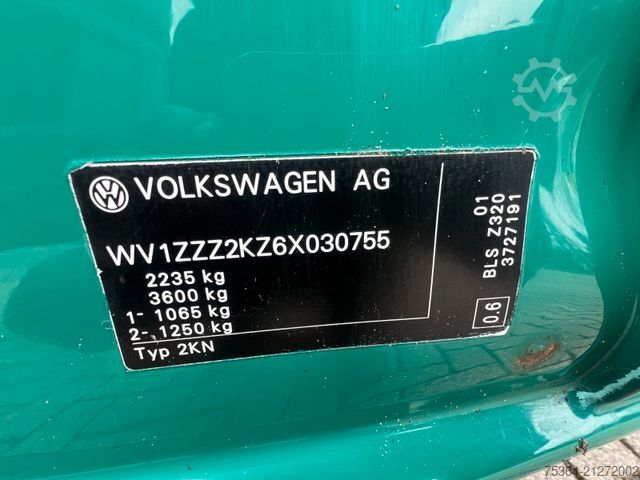 VOLKSWAGEN AG
WV1ZZZ2KZ6X030755
2235 kg
3600 kg
1- 1065 kg
2- 1250 kg
Typ 2KN
01
BLS Z320
3727191
0.6
75364-21272002